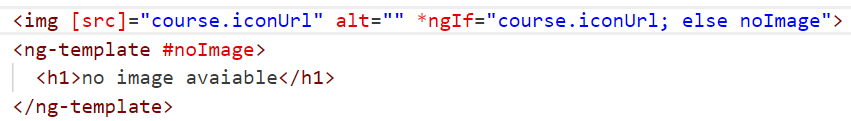 <img [src]="course.iconUrl" alt="" *ngIf="course.iconUrl; else noImage">
<ng-template #noImage>
  <h1>no image avaiable</h1>
</ng-template>